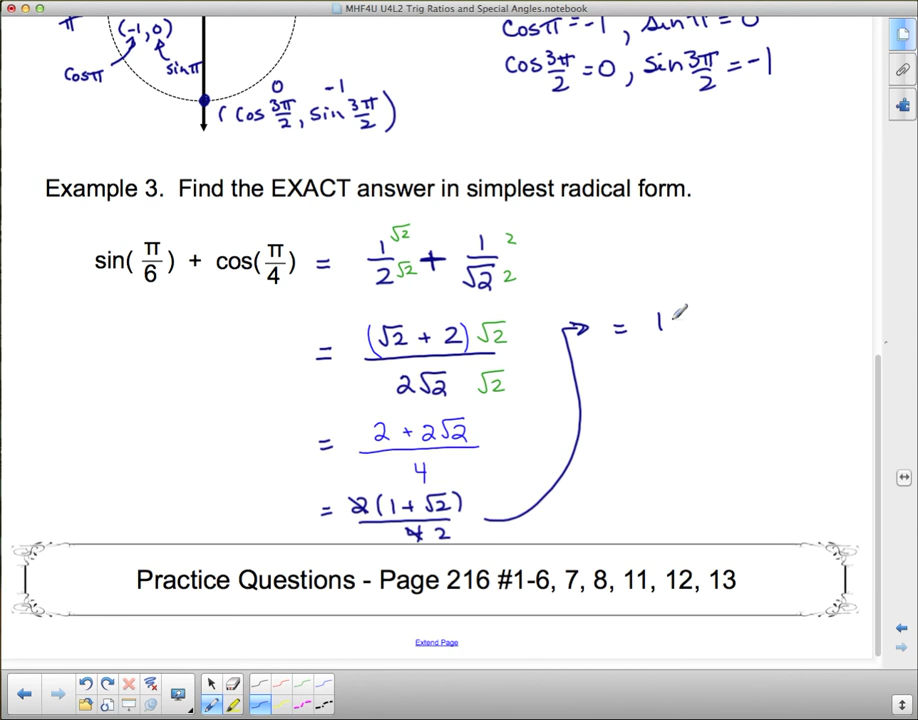 MHF4U U4L2 Trig Ratios and Special Angles.notebook
π
(-1, 0)
cosπ
sinπ
cosπ = -1 , sinπ = 0
cos 3π/2 = 0 , sin 3π/2 = -1
0 -1
(cos 3π/2, sin 3π/2)
Example 3. Find the EXACT answer in simplest radical form.
sin( π/6 ) + cos( π/4 ) = 1/2 √2/√2 + 1/√2 2/2
= (√2 + 2) √2 / 2√2 √2
= 2 + 2√2 / 4
= 2(1 + √2) / 4 2
= 1
Practice Questions - Page 216 #1-6, 7, 8, 11, 12, 13
Extend Page